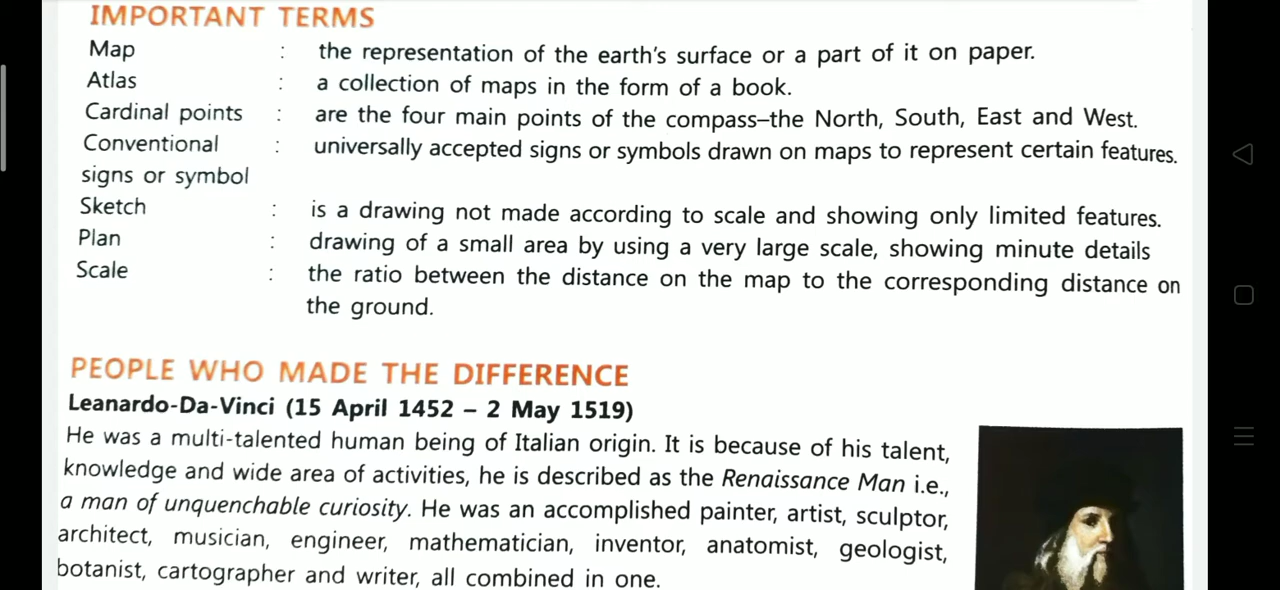 IMPORTANT TERMS
Map : the representation of the earth's surface or a part of it on paper.
Atlas : a collection of maps in the form of a book.
Cardinal points : are the four main points of the compass–the North, South, East and West.
Conventional : universally accepted signs or symbols drawn on maps to represent certain features.
signs or symbol
Sketch : is a drawing not made according to scale and showing only limited features.
Plan : drawing of a small area by using a very large scale, showing minute details
Scale : the ratio between the distance on the map to the corresponding distance on
the ground.
PEOPLE WHO MADE THE DIFFERENCE
Leanardo-Da-Vinci (15 April 1452 – 2 May 1519)
He was a multi-talented human being of Italian origin. It is because of his talent,
knowledge and wide area of activities, he is described as the Renaissance Man i.e.,
a man of unquenchable curiosity. He was an accomplished painter, artist, sculptor,
architect, musician, engineer, mathematician, inventor, anatomist, geologist,
botanist, cartographer and writer, all combined in one.